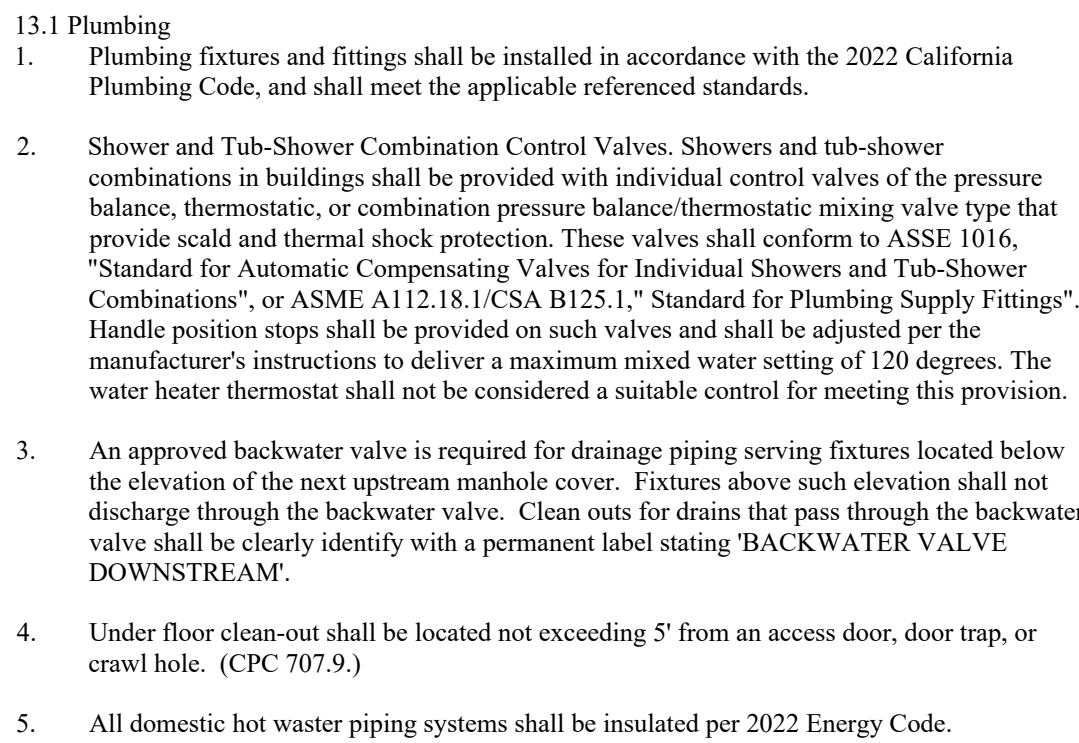 13.1 Plumbing
1. Plumbing fixtures and fittings shall be installed in accordance with the 2022 California
Plumbing Code, and shall meet the applicable referenced standards.
2. Shower and Tub-Shower Combination Control Valves. Showers and tub-shower
combinations in buildings shall be provided with individual control valves of the pressure
balance, thermostatic, or combination pressure balance/thermostatic mixing valve type that
provide scald and thermal shock protection. These valves shall conform to ASSE 1016,
"Standard for Automatic Compensating Valves for Individual Showers and Tub-Shower
Combinations", or ASME A112.18.1/CSA B125.1," Standard for Plumbing Supply Fittings".
Handle position stops shall be provided on such valves and shall be adjusted per the
manufacturer's instructions to deliver a maximum mixed water setting of 120 degrees. The
water heater thermostat shall not be considered a suitable control for meeting this provision.
3. An approved backwater valve is required for drainage piping serving fixtures located below
the elevation of the next upstream manhole cover.  Fixtures above such elevation shall not
discharge through the backwater valve.  Clean outs for drains that pass through the backwater
valve shall be clearly identify with a permanent label stating 'BACKWATER VALVE
DOWNSTREAM'.
4. Under floor clean-out shall be located not exceeding 5' from an access door, door trap, or
crawl hole.  (CPC 707.9.)
5. All domestic hot waster piping systems shall be insulated per 2022 Energy Code.